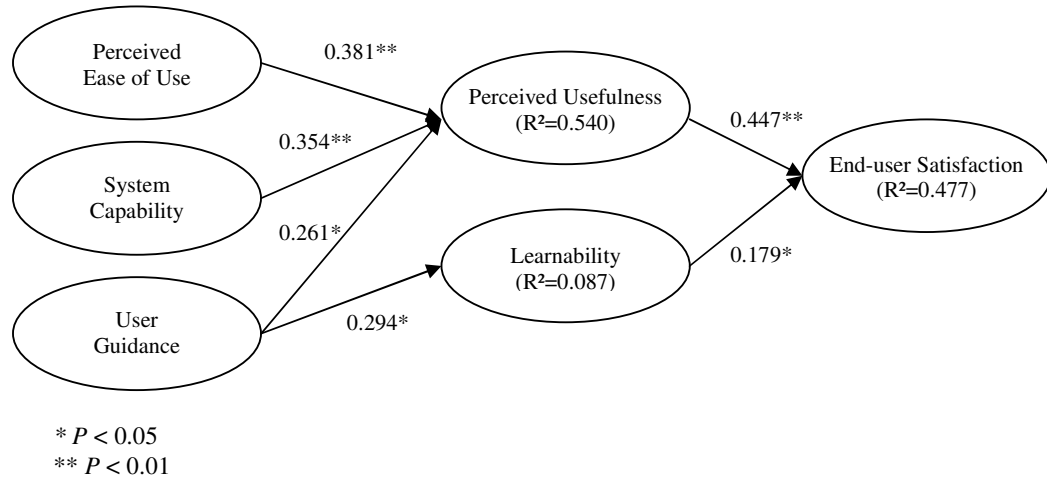 Perceived
Ease of Use
0.381**
Perceived Usefulness
(R²=0.540)
0.447**
0.354**
End-user Satisfaction
(R²=0.477)
System
Capability
0.261*
Learnability
(R²=0.087)
0.179*
User
Guidance
0.294*
* P < 0.05
** P < 0.01